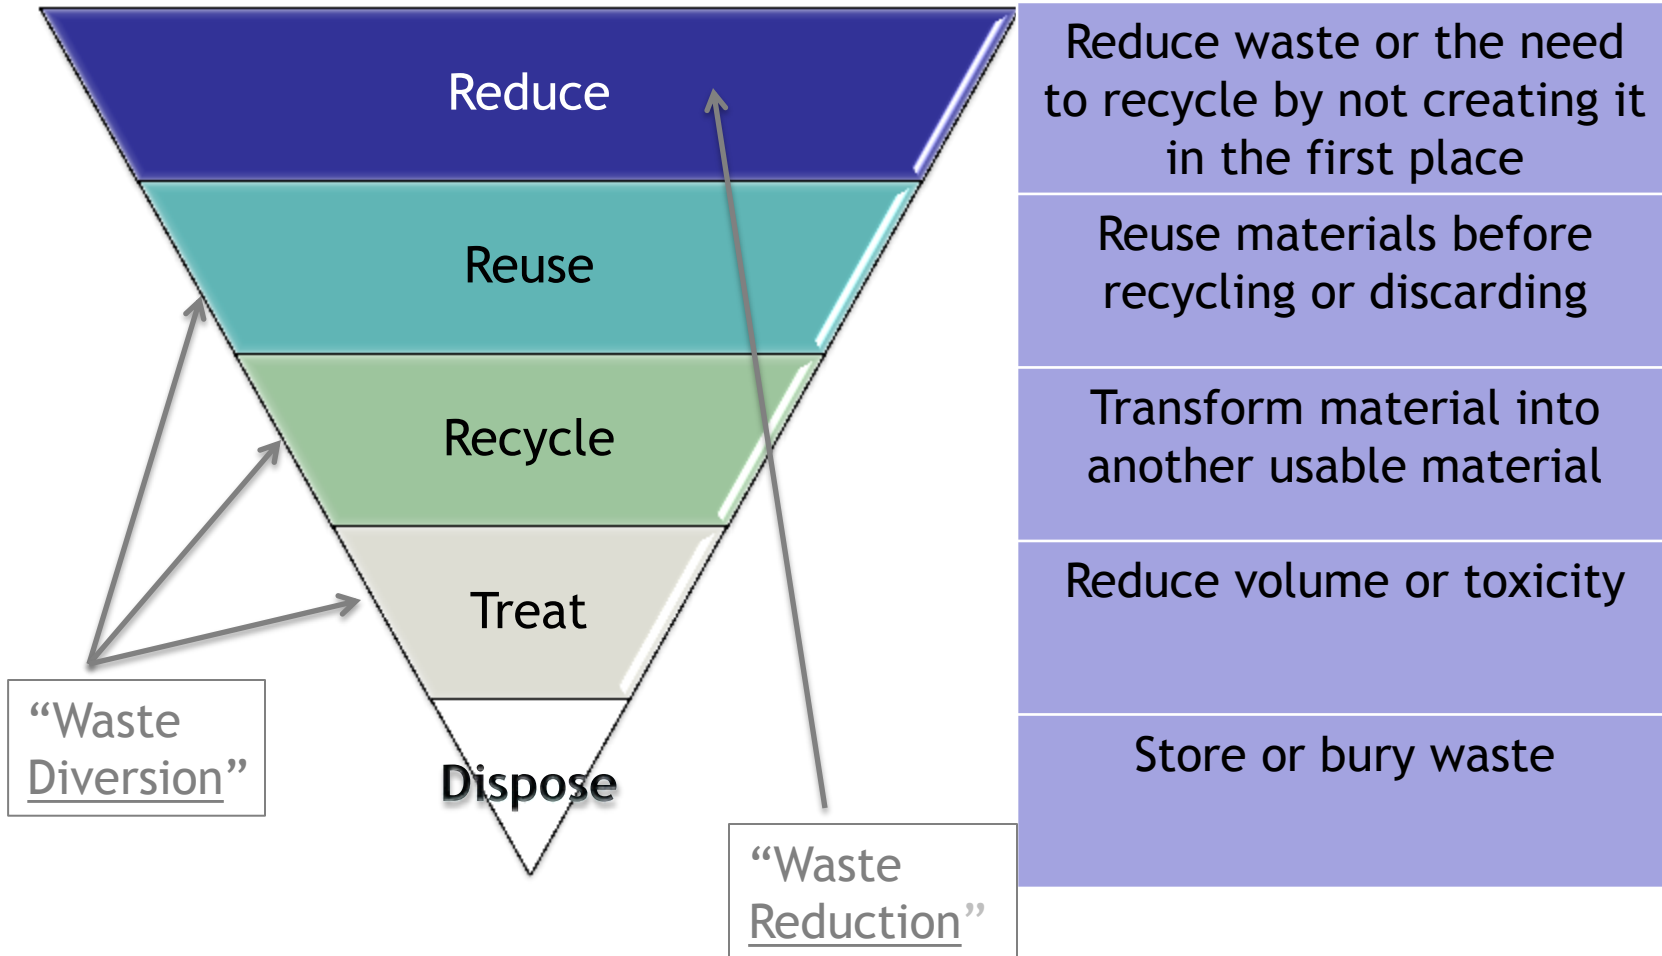 Reduce
Reduce waste or the need
to recycle by not creating it
in the first place
Reuse
Reuse materials before
recycling or discarding
Recycle
Transform material into
another usable material
Treat
Reduce volume or toxicity
Dispose
Store or bury waste
“Waste
Diversion”
“Waste
Reduction”